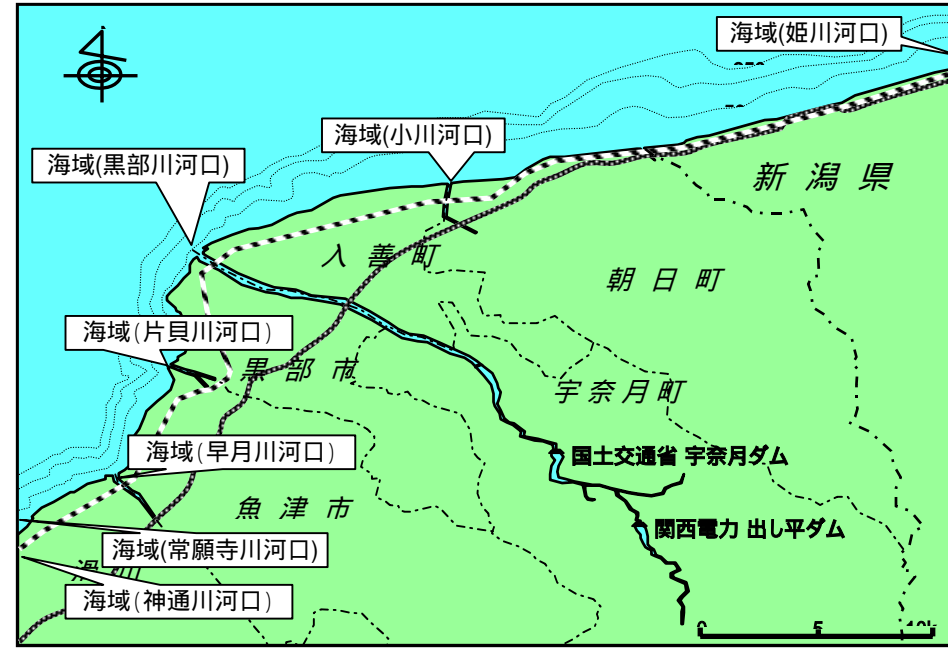 海域(姫川河口)
海域(小川河口)
海域(黒部川河口)
新潟県
入善町
朝日町
海域(片貝川河口)
黒部市
宇奈月町
海域(早月川河口)
国土交通省 宇奈月ダム
魚津市
関西電力 出し平ダム
海域(常願寺川河口)
海域(神通川河口)
0 5